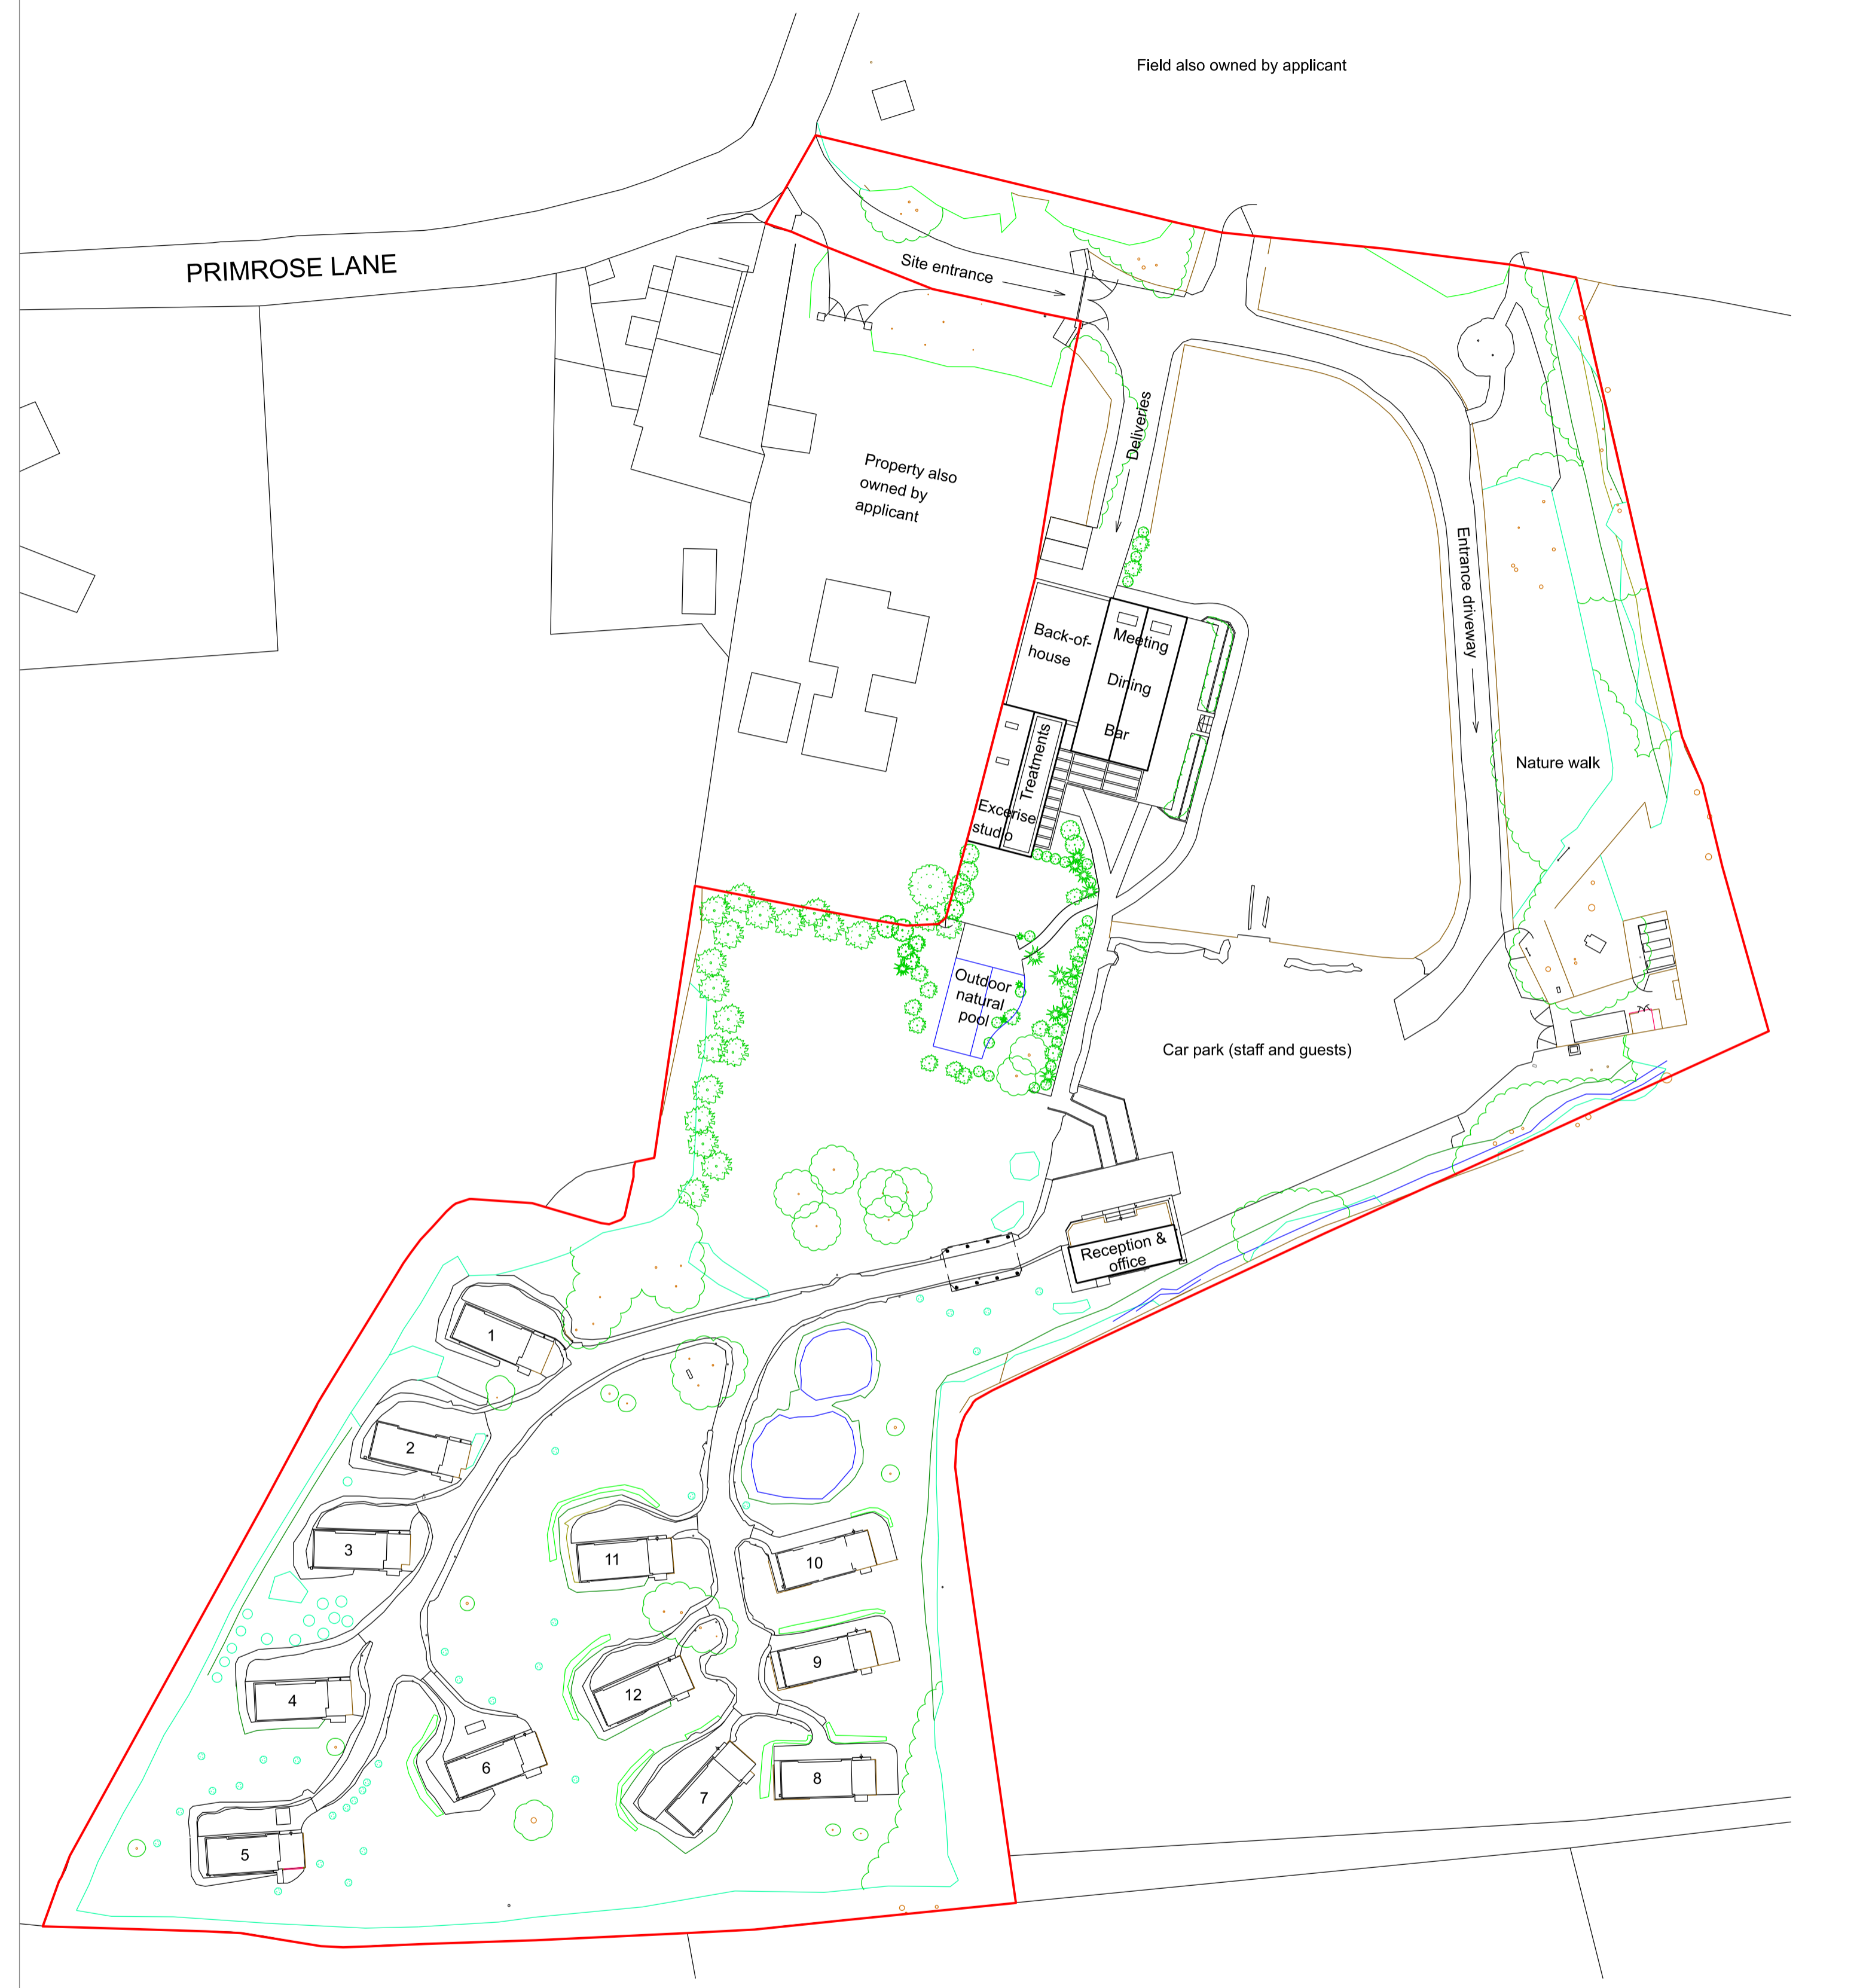 Field also owned by applicant
PRIMROSE LANE
Site entrance
Deliveries
Property also
owned by
applicant
Entrance driveway
Back-of-
house
Meeting
Dining
Bar
Treatments
Excerise
studio
Nature walk
Outdoor
natural
pool
Car park (staff and guests)
Reception &
office
1
2
3
11
10
9
4
12
6
7
8
5